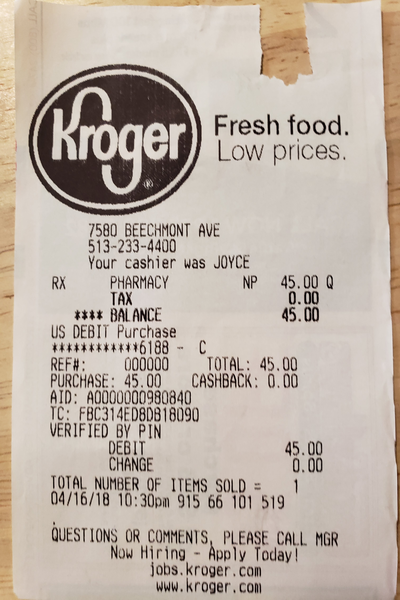 Kroger
®
Fresh food.
Low prices.
7580 BEECHMONT AVE
513-233-4400
Your cashier was JOYCE
RX PHARMACY NP 45.00 Q
TAX 0.00
**** BALANCE 45.00
US DEBIT Purchase
************6188 - C
REF#: 000000 TOTAL: 45.00
PURCHASE: 45.00 CASHBACK: 0.00
AID: A0000000980840
TC: FBC314ED8DB18090
VERIFIED BY PIN
DEBIT 45.00
CHANGE 0.00
TOTAL NUMBER OF ITEMS SOLD = 1
04/16/18 10:30pm 915 66 101 519
QUESTIONS OR COMMENTS, PLEASE CALL MGR
Now Hiring - Apply Today!
jobs.kroger.com
www.kroger.com